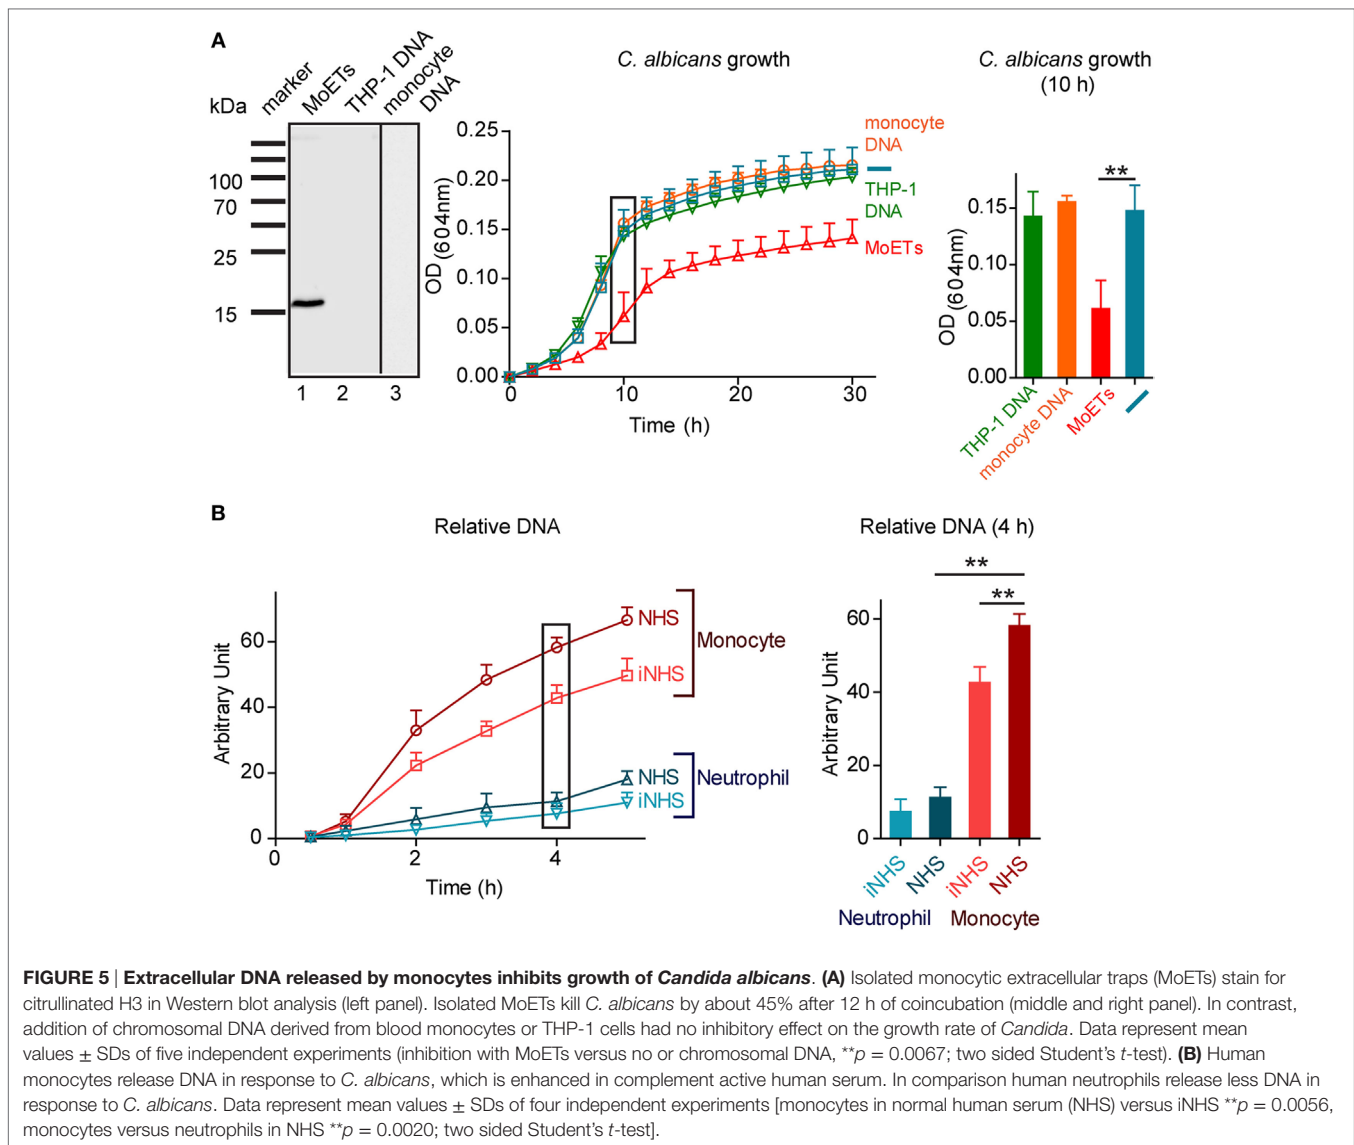 A
kDa
marker
MoETs
THP-1 DNA
monocyte
DNA
100
70
25
15
1 2 3
C. albicans growth
OD(604nm)
0.25
0.20
0.15
0.10
0.05
0.00
0 10 20 30
Time (h)
monocyte
DNA
THP-1
DNA
MoETs
C. albicans growth
(10 h)
OD(604nm)
0.15
0.10
0.05
0.00
THP-1 DNA
monocyte DNA
MoETs
**
B
Relative DNA
Arbitrary Unit
60
40
20
0
0 2 4
Time (h)
NHS
iNHS
Monocyte
NHS
iNHS
Neutrophil
Relative DNA (4 h)
**
**
Arbitrary Unit
60
40
20
0
iNHS
NHS
iNHS
NHS
Neutrophil Monocyte
FIGURE 5 | Extracellular DNA released by monocytes inhibits growth of Candida albicans. (A) Isolated monocytic extracellular traps (MoETs) stain for
citrullinated H3 in Western blot analysis (left panel). Isolated MoETs kill C. albicans by about 45% after 12 h of coincubation (middle and right panel). In contrast,
addition of chromosomal DNA derived from blood monocytes or THP-1 cells had no inhibitory effect on the growth rate of Candida. Data represent mean
values ± SDs of five independent experiments (inhibition with MoETs versus no or chromosomal DNA, **p = 0.0067; two sided Student's t-test). (B) Human
monocytes release DNA in response to C. albicans, which is enhanced in complement active human serum. In comparison human neutrophils release less DNA in
response to C. albicans. Data represent mean values ± SDs of four independent experiments [monocytes in normal human serum (NHS) versus iNHS **p = 0.0056,
monocytes versus neutrophils in NHS **p = 0.0020; two sided Student's t-test].